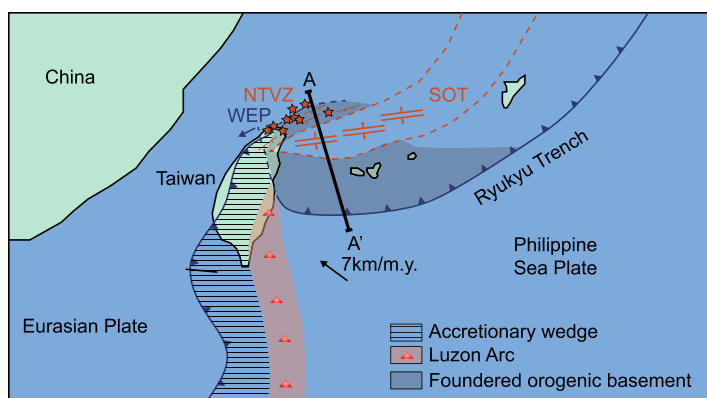 China
A
NTVZ
SOT
WEP
Taiwan
Ryukyu Trench
A'
7km/m.y.
Philippine
Sea Plate
Eurasian Plate
Accretionary wedge
Luzon Arc
Foundered orogenic basement